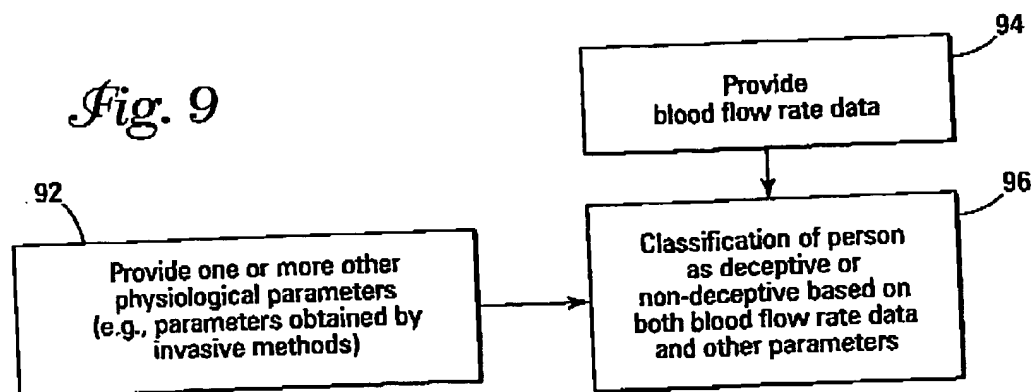 Fig. 9
94
Provide
blood flow rate data
96
92
Provide one or more other
physiological parameters
(e.g., parameters obtained by
invasive methods)
Classification of person
as deceptive or
non-deceptive based on
both blood flow rate data
and other parameters